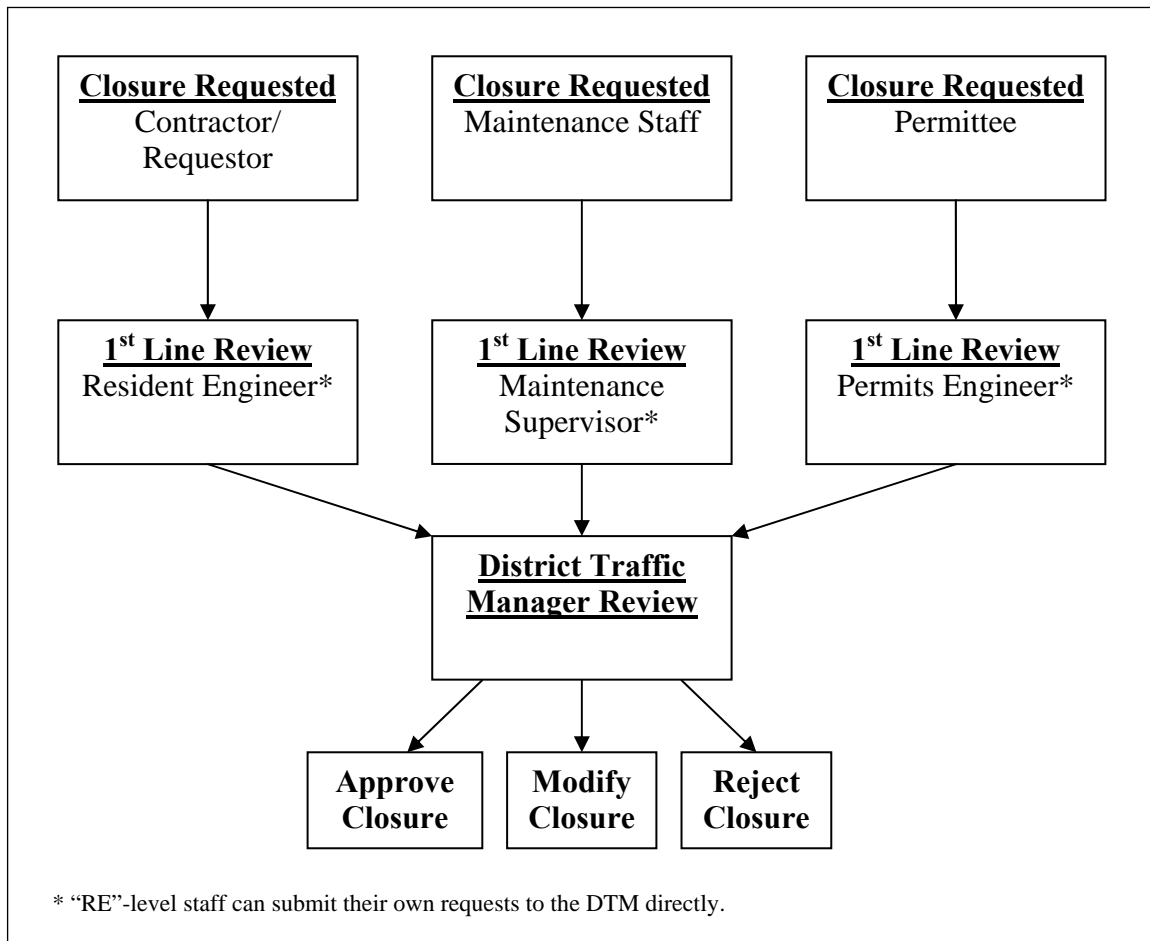 Closure Requested
Contractor/
Requestor
Closure Requested
Maintenance Staff
Closure Requested
Permittee
1st Line Review
Resident Engineer*
1st Line Review
Maintenance
Supervisor*
1st Line Review
Permits Engineer*
District Traffic
Manager Review
Approve
Closure
Modify
Closure
Reject
Closure
* “RE”-level staff can submit their own requests to the DTM directly.